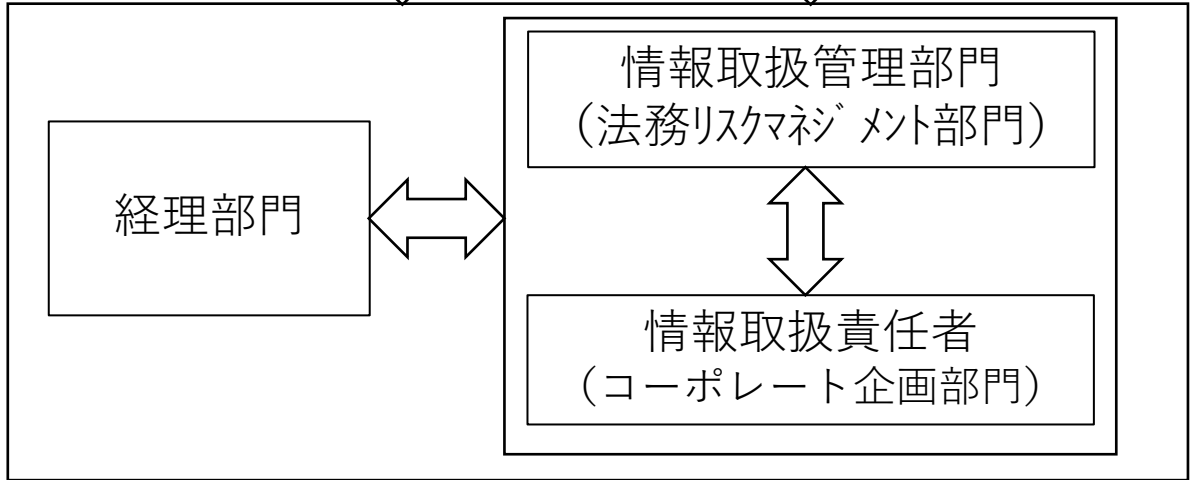 情報取扱管理部門
（法務ﾘｽｸﾏﾈｼﾞﾒﾝﾄ部門）
経理部門
情報取扱責任者
（コーポレート企画部門）